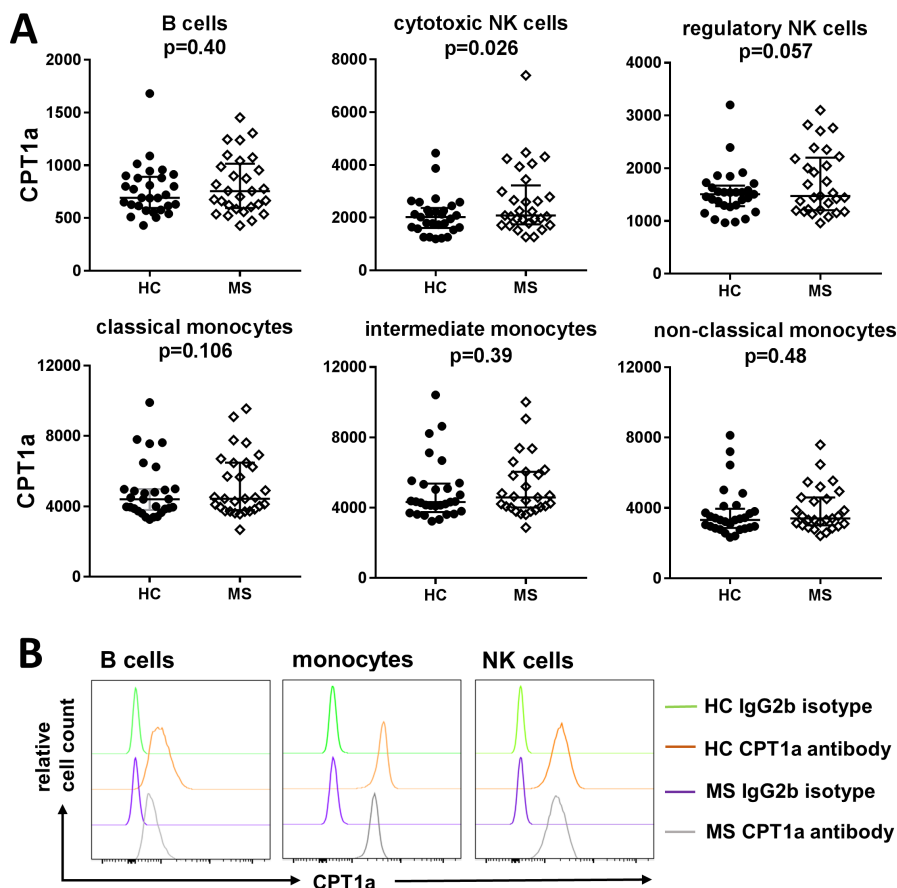 A
B cells
p=0.40
2000
1500
1000
500
0
CPT1a
HC
MS
cytotoxic NK cells
p=0.026
8000
6000
4000
2000
0
HC
MS
regulatory NK cells
p=0.057
4000
3000
2000
1000
0
HC
MS
classical monocytes
p=0.106
12000
8000
4000
0
CPT1a
HC
MS
intermediate monocytes
p=0.39
12000
8000
4000
0
HC
MS
non-classical monocytes
p=0.48
12000
8000
4000
0
HC
MS
B
B cells
monocytes
NK cells
relative
cell count
CPT1a
HC IgG2b isotype
HC CPT1a antibody
MS IgG2b isotype
MS CPT1a antibody